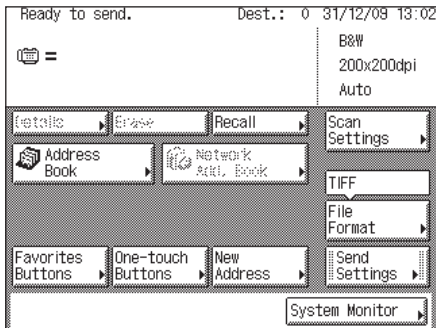 Ready to send.
Dest.: 0 31/12/09 13:02
=
B&W
200x200dpi
Auto
Details
Erase
Recall
Scan
Settings
Address
Book
Network
Add. Book
TIFF
File
Format
Favorites
Buttons
One-touch
Buttons
New
Address
Send
Settings
System Monitor